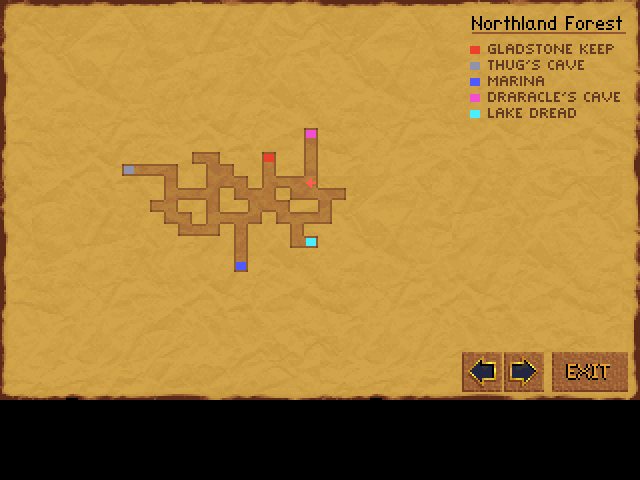 Northland Forest
GLADSTONE KEEP
THUG'S CAVE
MARINA
DRARACLE'S CAVE
LAKE DREAD
EXIT